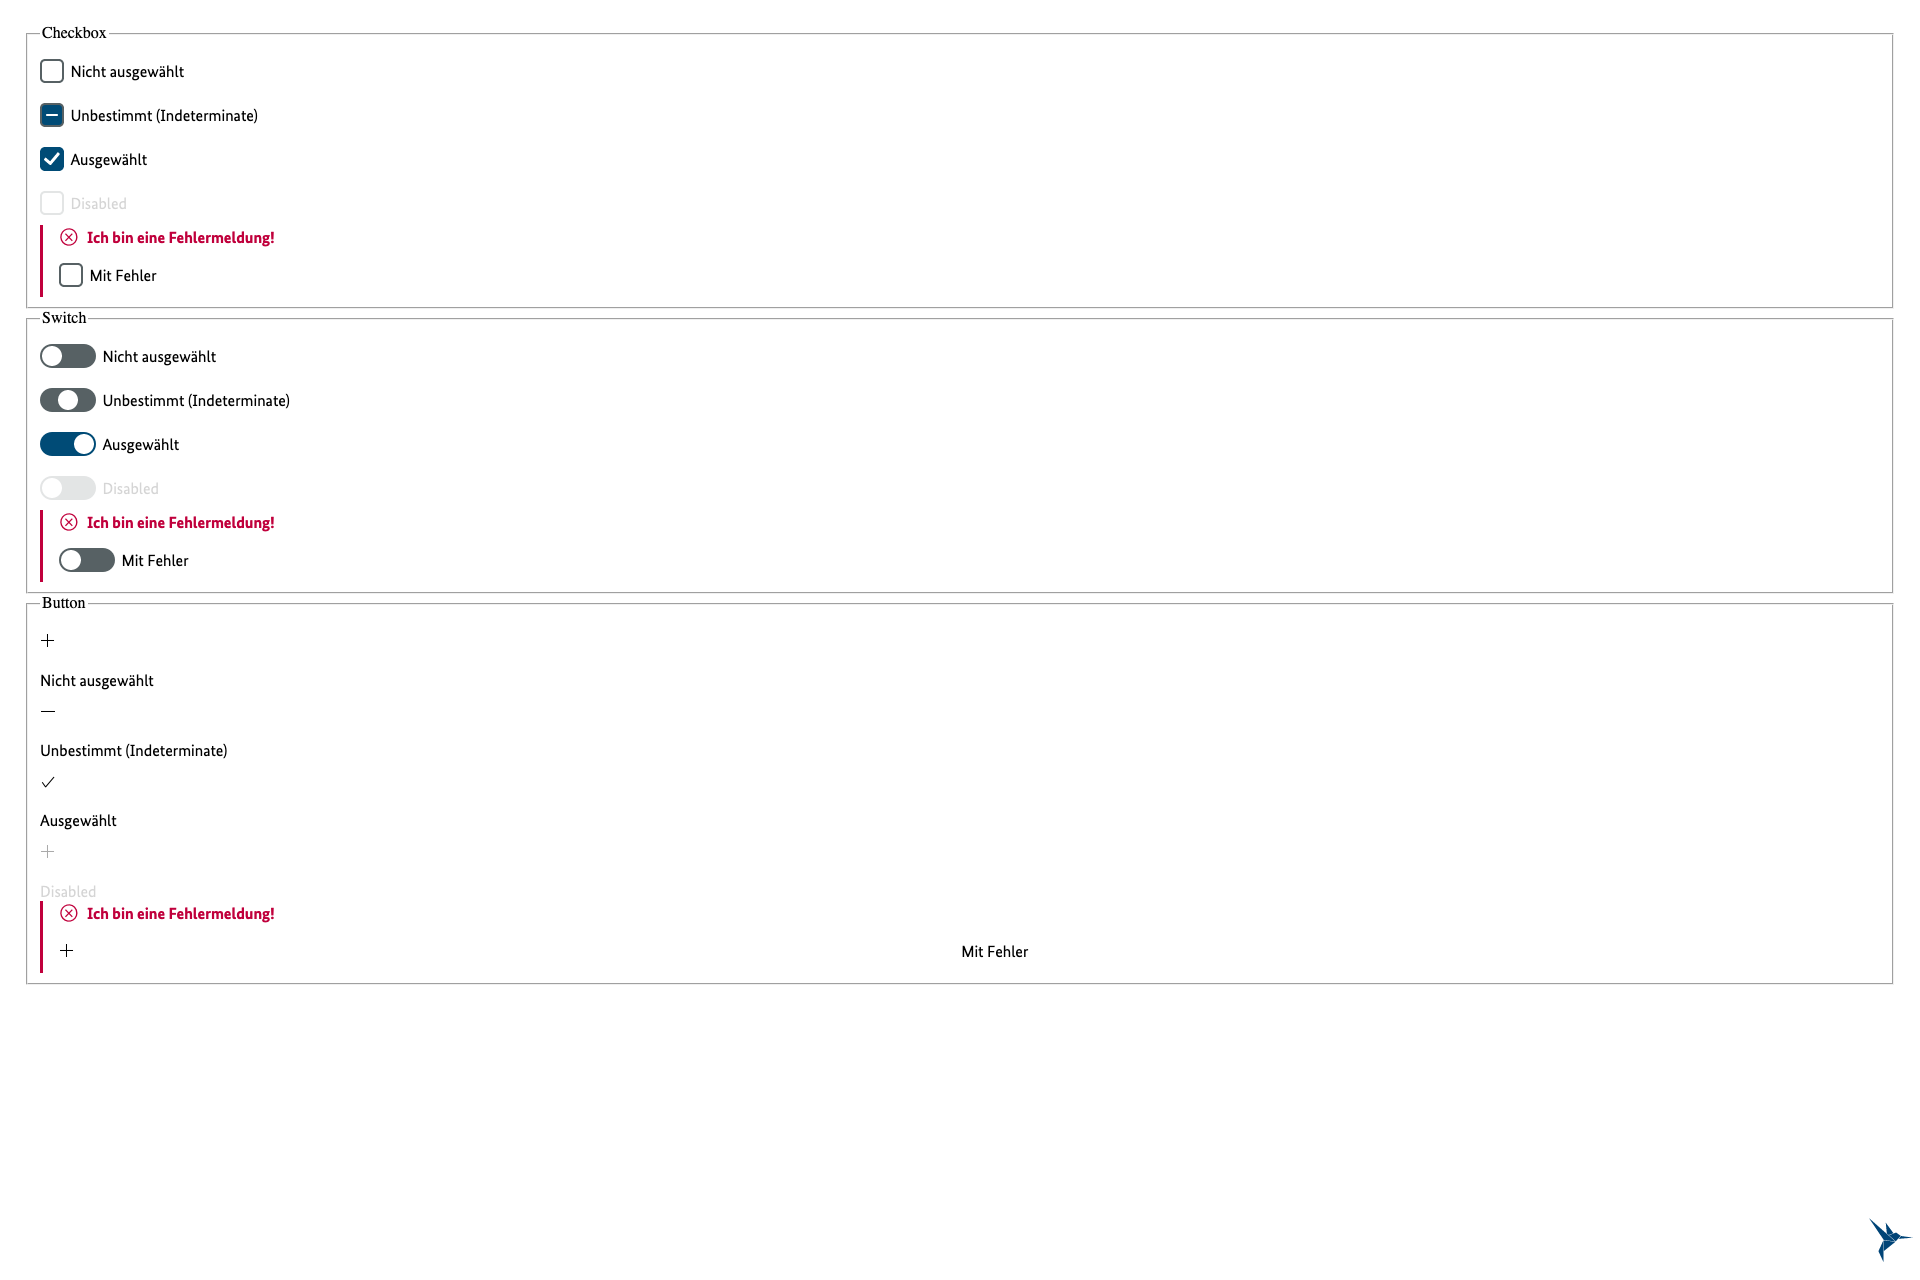 Checkbox
Nicht ausgewählt
Unbestimmt (Indeterminate)
Ausgewählt
Disabled
Ich bin eine Fehlermeldung!
Mit Fehler
Switch
Nicht ausgewählt
Unbestimmt (Indeterminate)
Ausgewählt
Disabled
Ich bin eine Fehlermeldung!
Mit Fehler
Button
Nicht ausgewählt
Unbestimmt (Indeterminate)
Ausgewählt
Disabled
Ich bin eine Fehlermeldung!
Mit Fehler